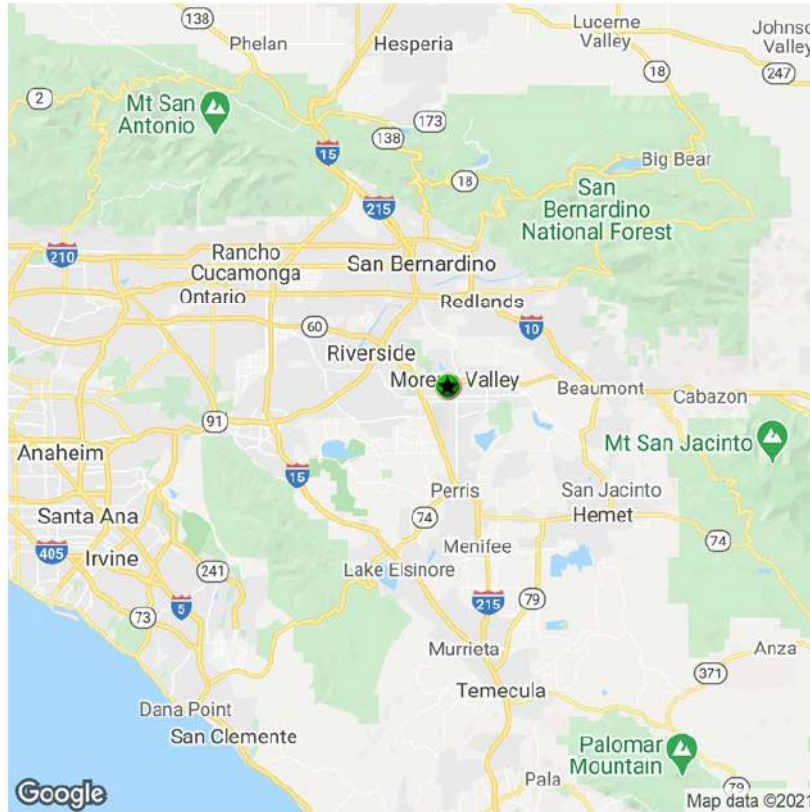 138
Phelan
Hesperia
Lucerne
Valley
Johnso
Valley
247
18
2
Mt San
Antonio
173
138
15
18
Big Bear
215
San
Bernardino
National Forest
210
Rancho
Cucamonga
San Bernardino
Ontario
Redlands
10
60
Riverside
More Valley
Beaumont
Cabazon
91
Mt San Jacinto
Anaheim
15
Perris
San Jacinto
Santa Ana
74
Hemet
405
Irvine
Menifee
74
241
Lake Elsinore
5
215
79
73
Murrieta
Anza
371
Temecula
Dana Point
San Clemente
Palomar
Mountain
Pala
79
Google
Map data ©2021